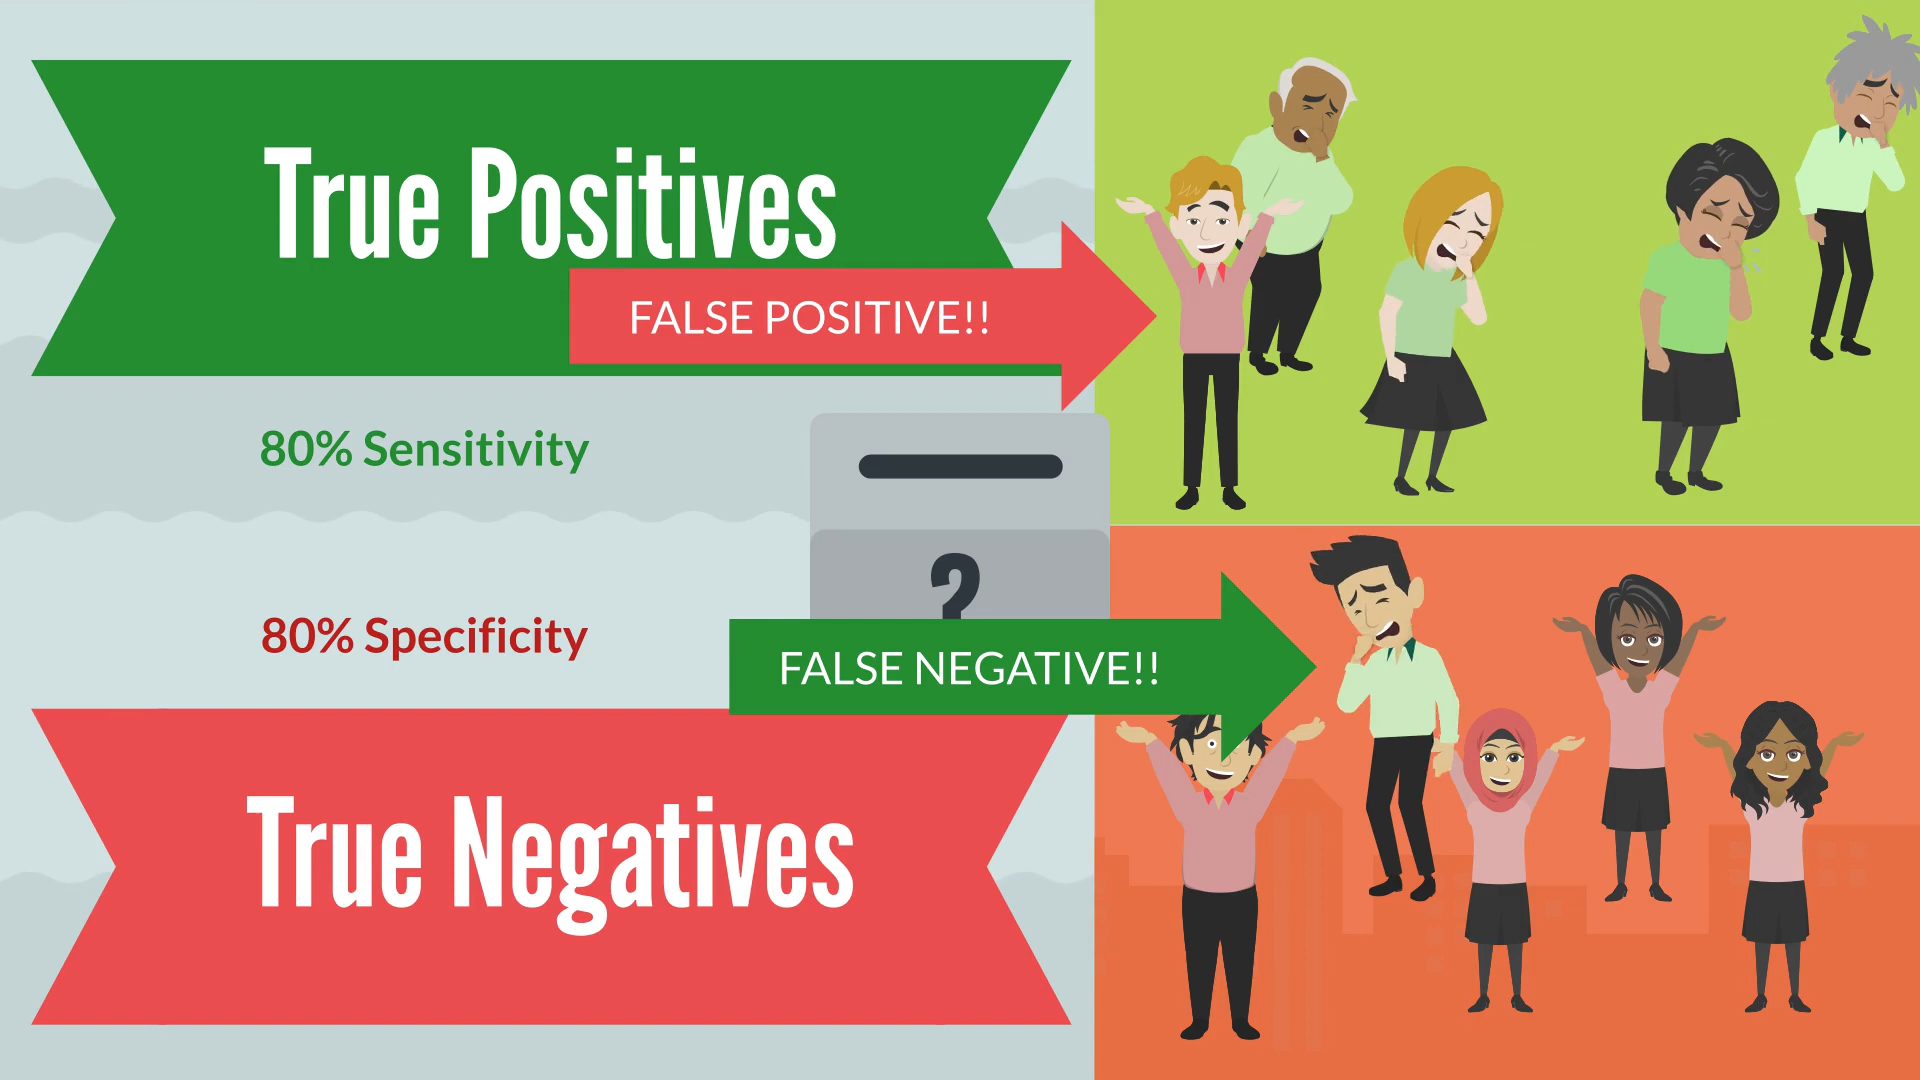 True Positives
FALSE POSITIVE!!
80% Sensitivity
?
80% Specificity
FALSE NEGATIVE!!
True Negatives